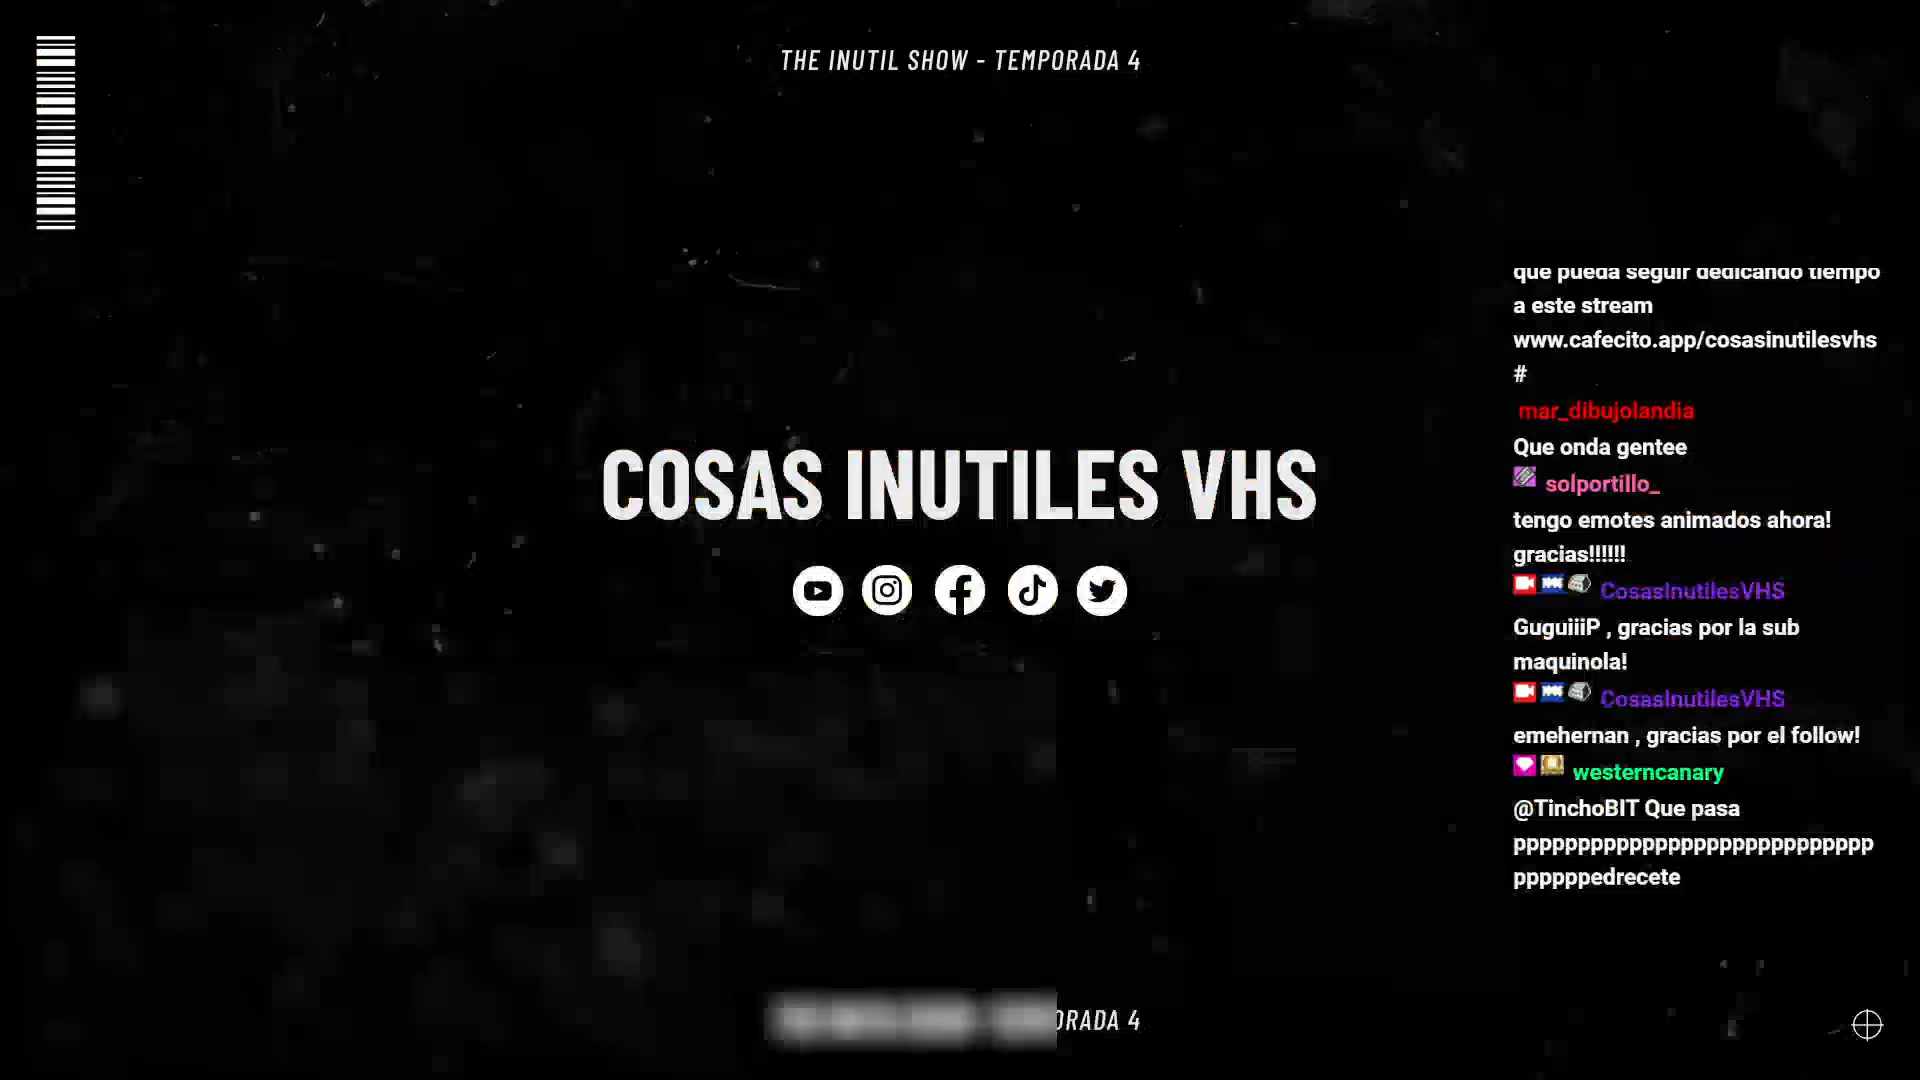 THE INUTIL SHOW - TEMPORADA 4
COSAS INUTILES VHS
que pueda seguir dedicando tiempo
a este stream
www.cafecito.app/cosasinutilesvhs
#
mar_dibujolandia
Que onda gentee
solportillo_
tengo emotes animados ahora!
gracias!!!!!!
CosasInutilesVHS
GuguiiiP , gracias por la sub
maquinola!
CosasInutilesVHS
emehernan , gracias por el follow!
westerncanary
@TinchoBIT Que pasa
pppppppppppppppppppppppppppp
ppppppedrecete
ORADA 4